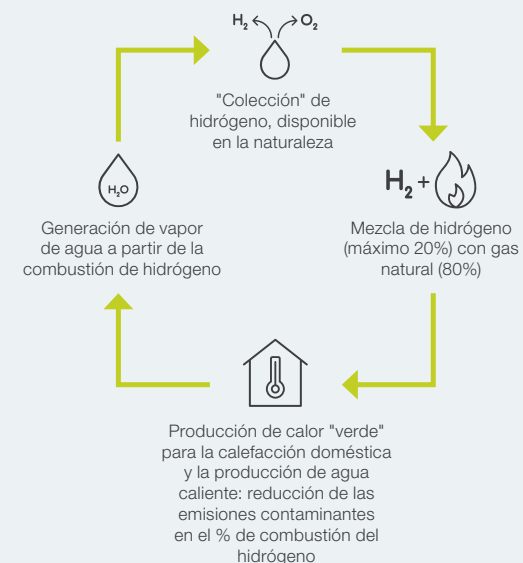 H₂ O₂
"Colección" de
hidrógeno, disponible
en la naturaleza
H₂+
Mezcla de hidrógeno
(máximo 20%) con gas
natural (80%)
Producción de calor "verde"
para la calefacción doméstica
y la producción de agua
caliente: reducción de las
emisiones contaminantes
en el % de combustión del
hidrógeno
H₂O
Generación de vapor
de agua a partir de la
combustión de hidrógeno